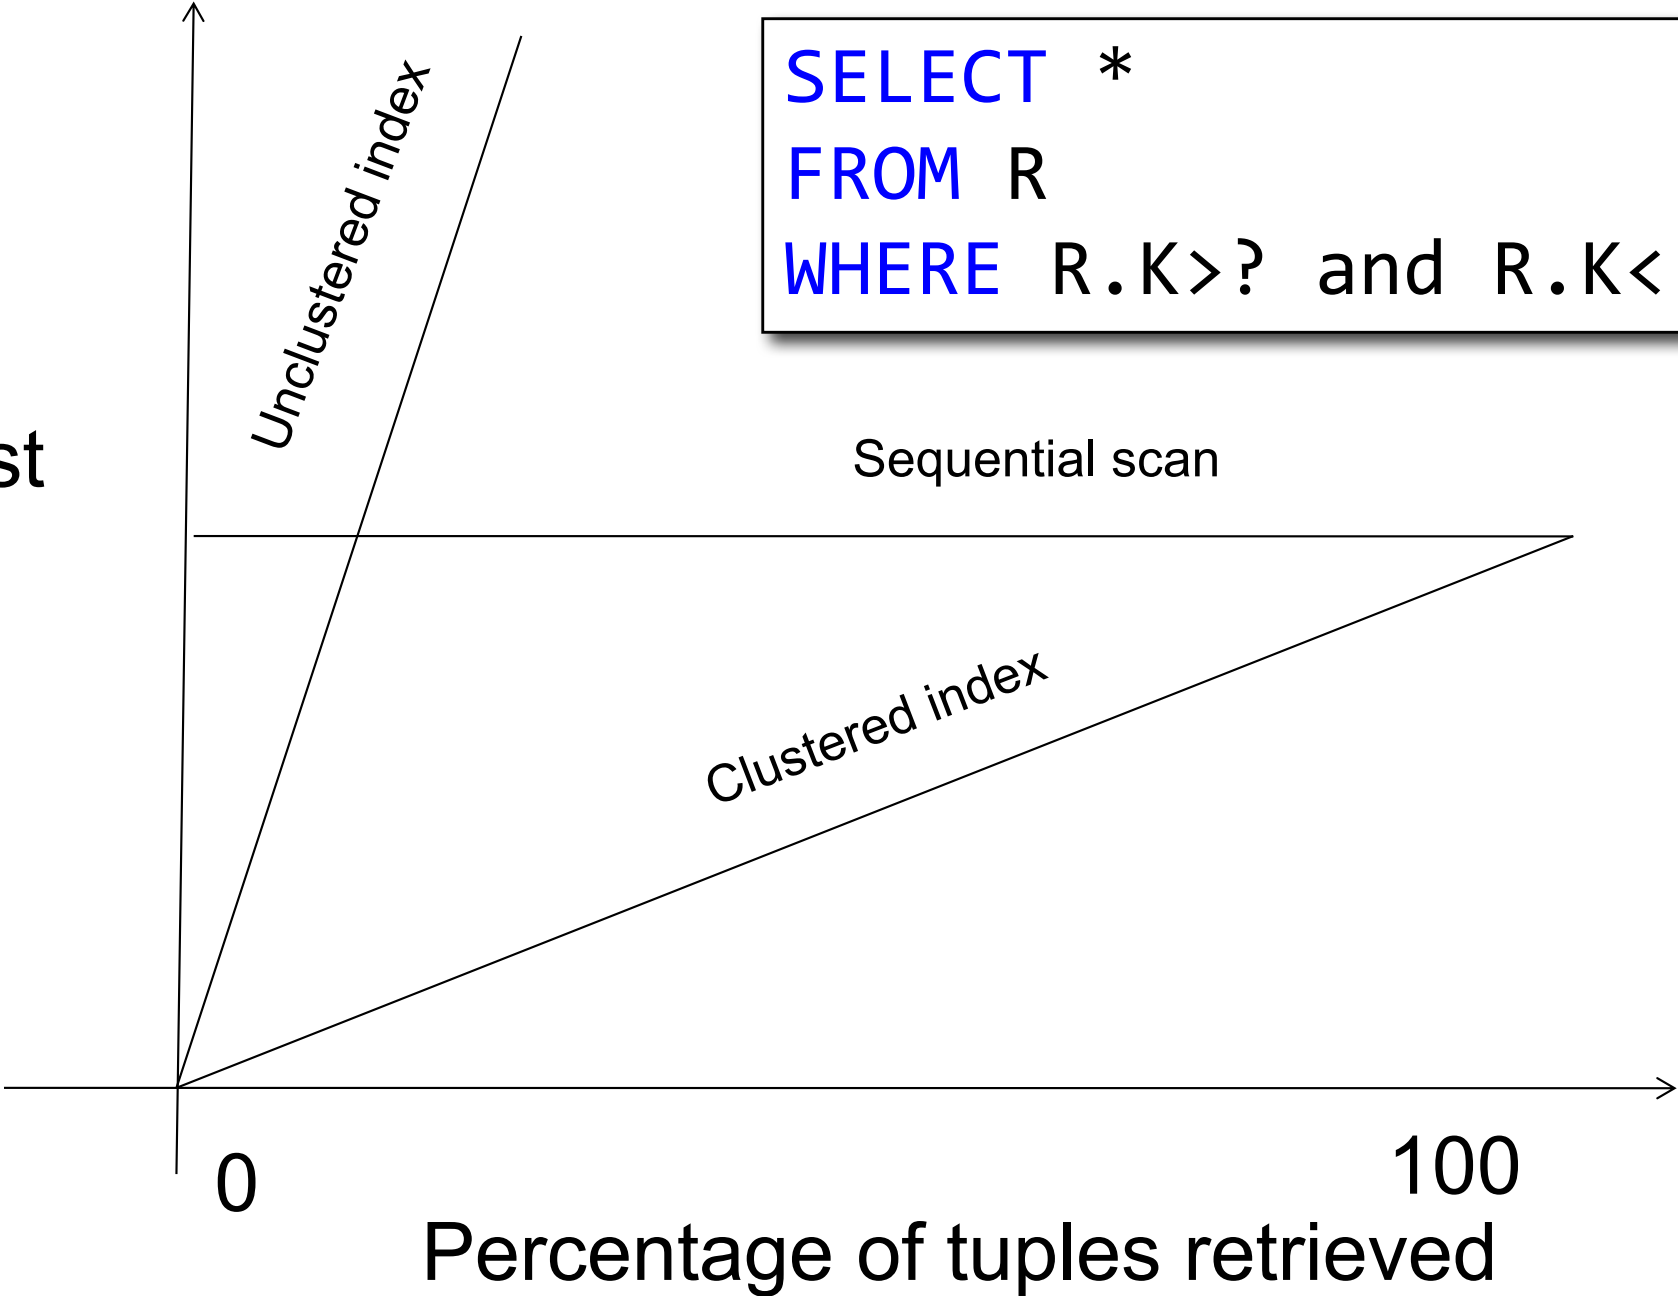 SELECT *
FROM R
WHERE R.K>? and R.K<
Unclustered index
st
Sequential scan
Clustered index
0
100
Percentage of tuples retrieved